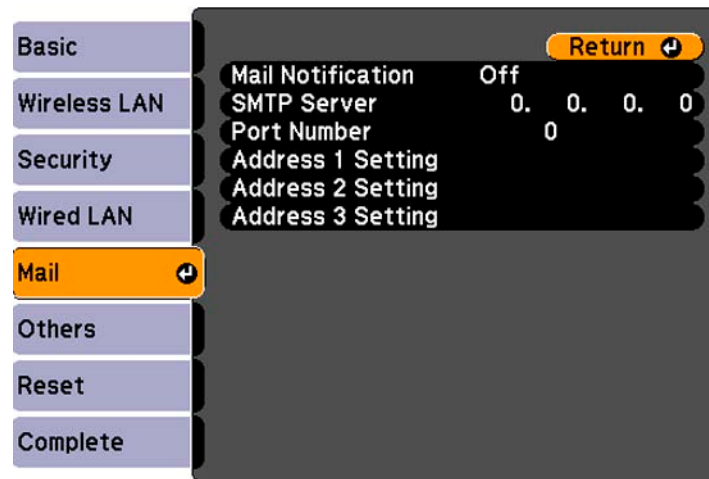 Basic
Wireless LAN
Security
Wired LAN
Mail
Others
Reset
Complete
Return
Mail Notification Off
SMTP Server 0. 0. 0. 0
Port Number 0
Address 1 Setting
Address 2 Setting
Address 3 Setting